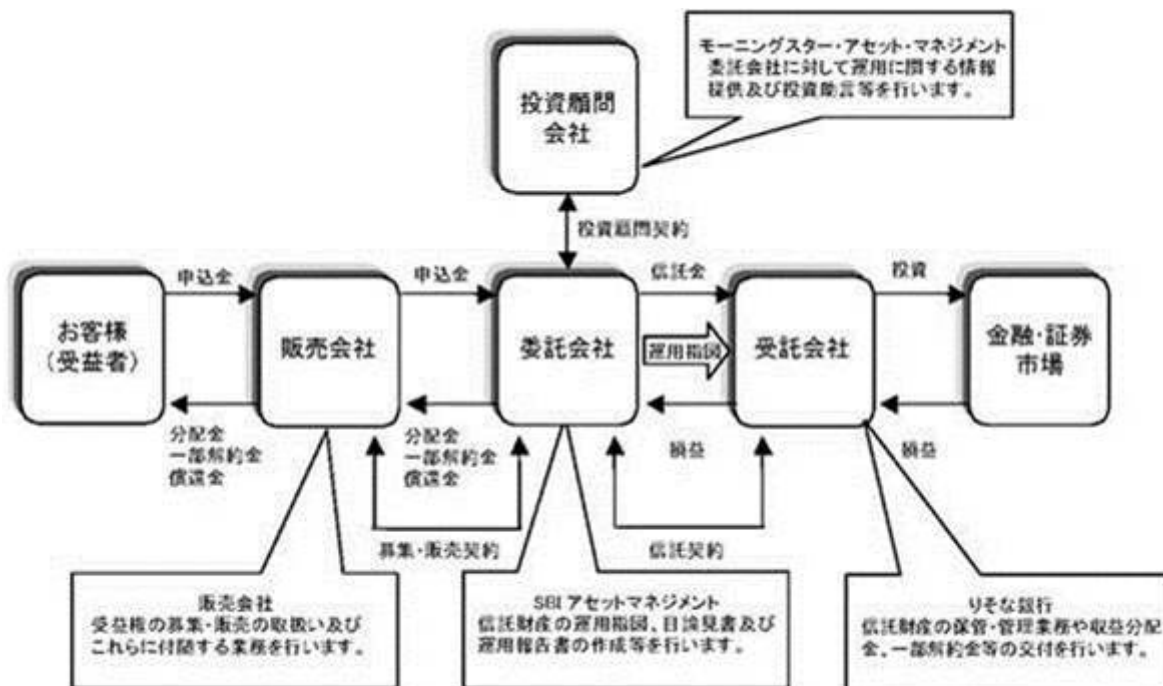 モーニングスター・アセット・マネジメント
委託会社に対して運用に関する情報
提供及び投資助言等を行います。
投資顧問
会社
投資顧問契約
申込金
申込金
信託金
投資
お客様
（受益者）
販売会社
委託会社
運用指図
受託会社
金融・証券
市場
分配金
一部解約金
償還金
分配金
一部解約金
償還金
損益
損益
募集・販売契約
信託契約
販売会社
受益権の募集・販売の取扱い及び
これらに付随する業務を行います。
SBIアセットマネジメント
信託財産の運用指図、目論見書及び
運用報告書の作成等を行います。
りそな銀行
信託財産の保管・管理業務や収益分配
金、一部解約金等の交付を行います。